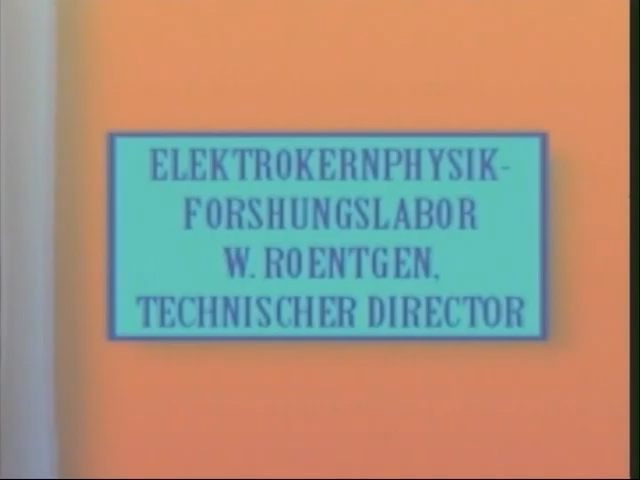 ELEKTROKERNPHYSIK-
FORSHUNGSLABOR
W. ROENTGEN,
TECHNISCHER DIRECTOR